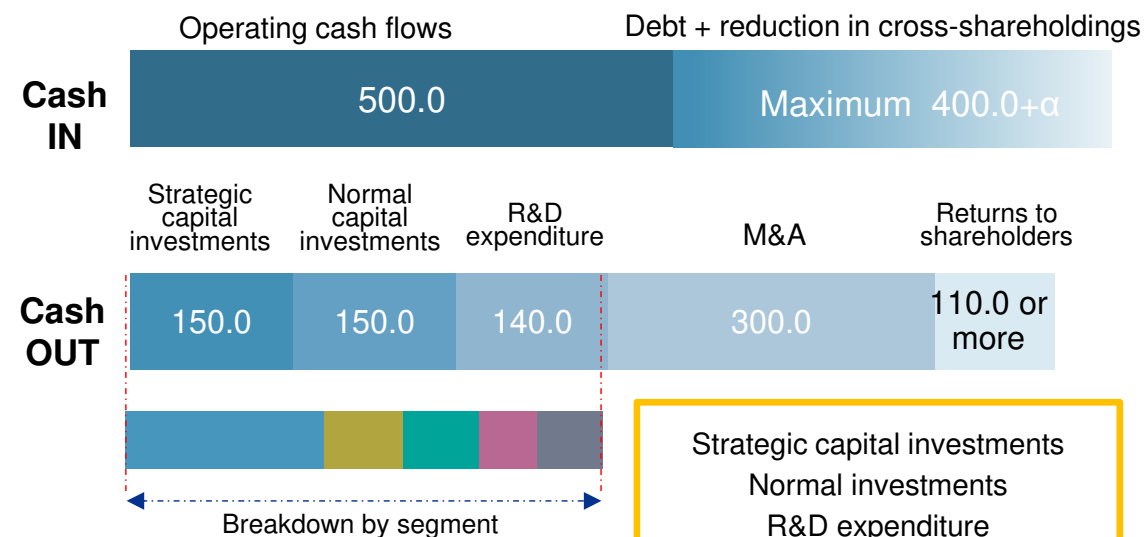 Operating cash flows
Debt + reduction in cross-shareholdings
Cash
IN
500.0
Maximum 400.0+α
Strategic
capital
investments
Normal
capital
investments
R&D
expenditure
M&A
Returns to
shareholders
Cash
OUT
150.0
150.0
140.0
300.0
110.0 or
more
Breakdown by segment
Strategic capital investments
Normal investments
R&D expenditure